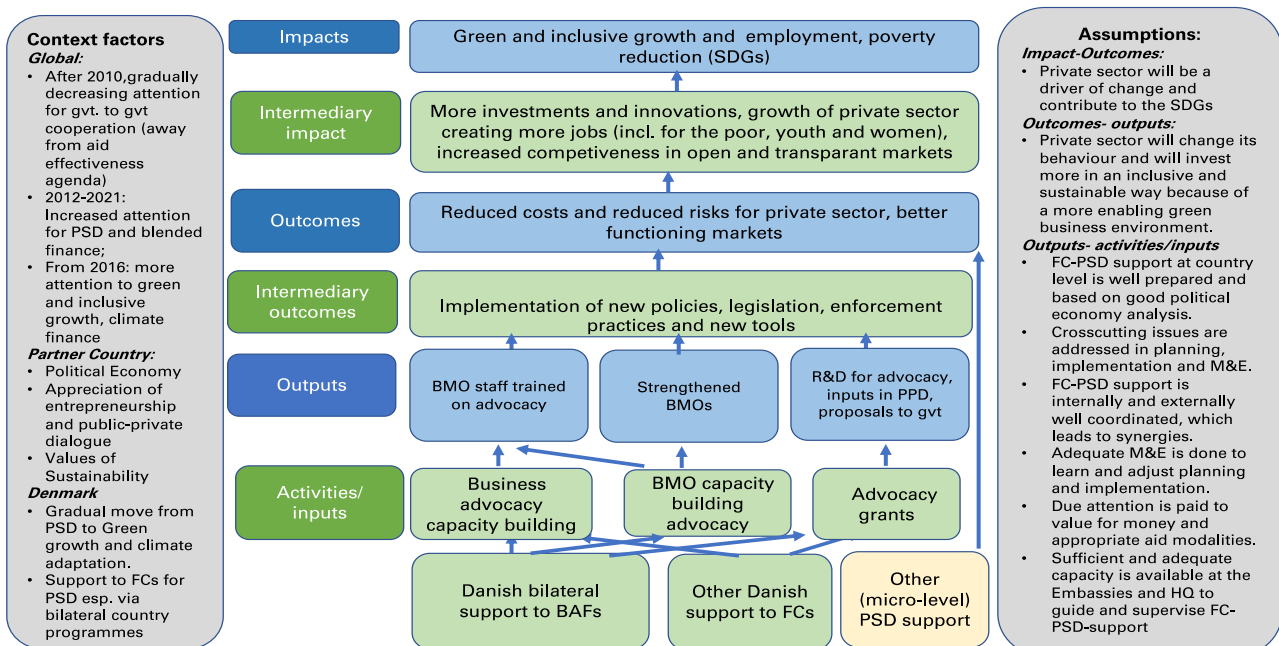 Context factors
Global:
• After 2010,gradually
decreasing attention
for gvt. to gvt
cooperation (away
from aid
effectiveness
agenda)
• 2012-2021:
Increased attention
for PSD and blended
finance;
• From 2016: more
attention to green
and inclusive
growth, climate
finance
Partner Country:
• Political Economy
• Appreciation of
entrepreneurship
and public-private
dialogue
• Values of
Sustainability
Denmark
• Gradual move from
PSD to Green
growth and climate
adaptation.
• Support to FCs for
PSD esp. via
bilateral country
programmes
Impacts
Green and inclusive growth and employment, poverty
reduction (SDGs)
Intermediary
impact
More investments and innovations, growth of private sector
creating more jobs (incl. for the poor, youth and women),
increased competiveness in open and transparant markets
Outcomes
Reduced costs and reduced risks for private sector, better
functioning markets
Intermediary
outcomes
Implementation of new policies, legislation, enforcement
practices and new tools
Outputs
BMO staff trained
on advocacy
Strengthened
BMOs
R&D for advocacy,
inputs in PPD,
proposals to gvt
Activities/
inputs
Business
advocacy
capacity building
BMO capacity
building
advocacy
Advocacy
grants
Danish bilateral
support to BAFs
Other Danish
support to FCs
Other
(micro-level)
PSD support
Assumptions:
Impact-Outcomes:
• Private sector will be a
driver of change and
contribute to the SDGs
Outcomes- outputs:
• Private sector will change its
behaviour and will invest
more in an inclusive and
sustainable way because of
a more enabling green
business environment.
Outputs- activities/inputs
• FC-PSD support at country
level is well prepared and
based on good political
economy analysis.
• Crosscutting issues are
addressed in planning,
implementation and M&E.
• FC-PSD support is
internally and externally
well coordinated, which
leads to synergies.
• Adequate M&E is done to
learn and adjust planning
and implementation.
• Due attention is paid to
value for money and
appropriate aid modalities.
• Sufficient and adequate
capacity is available at the
Embassies and HQ to
guide and supervise FC-
PSD-support